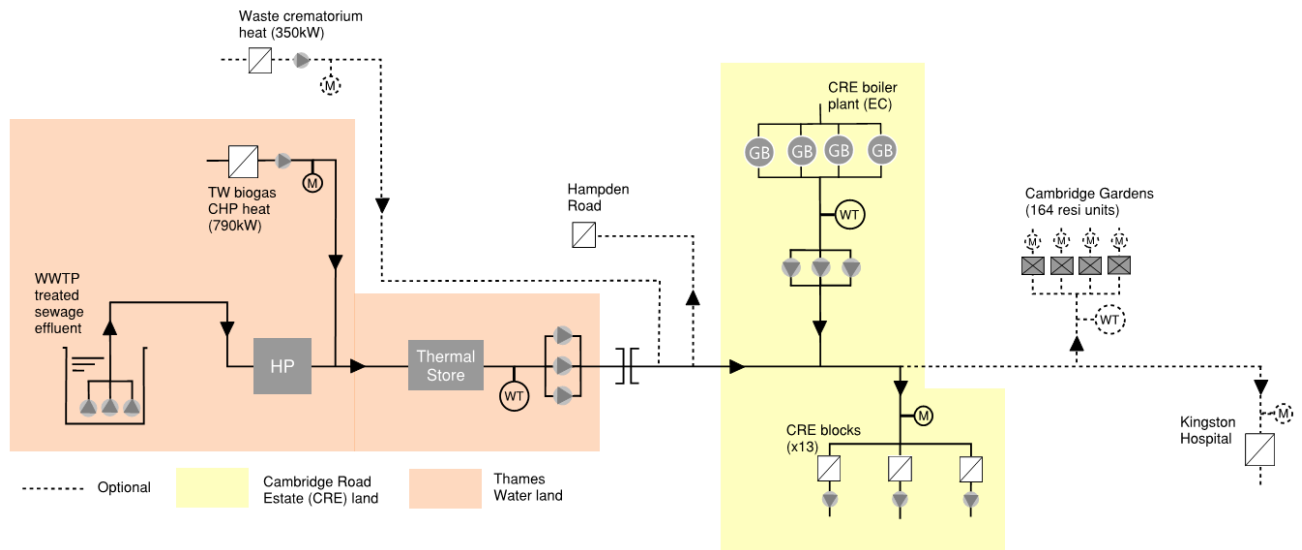 Waste crematorium
heat (350kW)
M
CRE boiler
plant (EC)
GB
GB
GB
GB
M
TW biogas
CHP heat
(790kW)
Hampden
Road
WT
Cambridge Gardens
(164 resi units)
M
M
M
M
WWTP
treated
sewage
effluent
WT
HP
Thermal
Store
WT
M
CRE blocks
(x13)
M
Kingston
Hospital
Optional
Cambridge Road
Estate (CRE) land
Thames
Water land